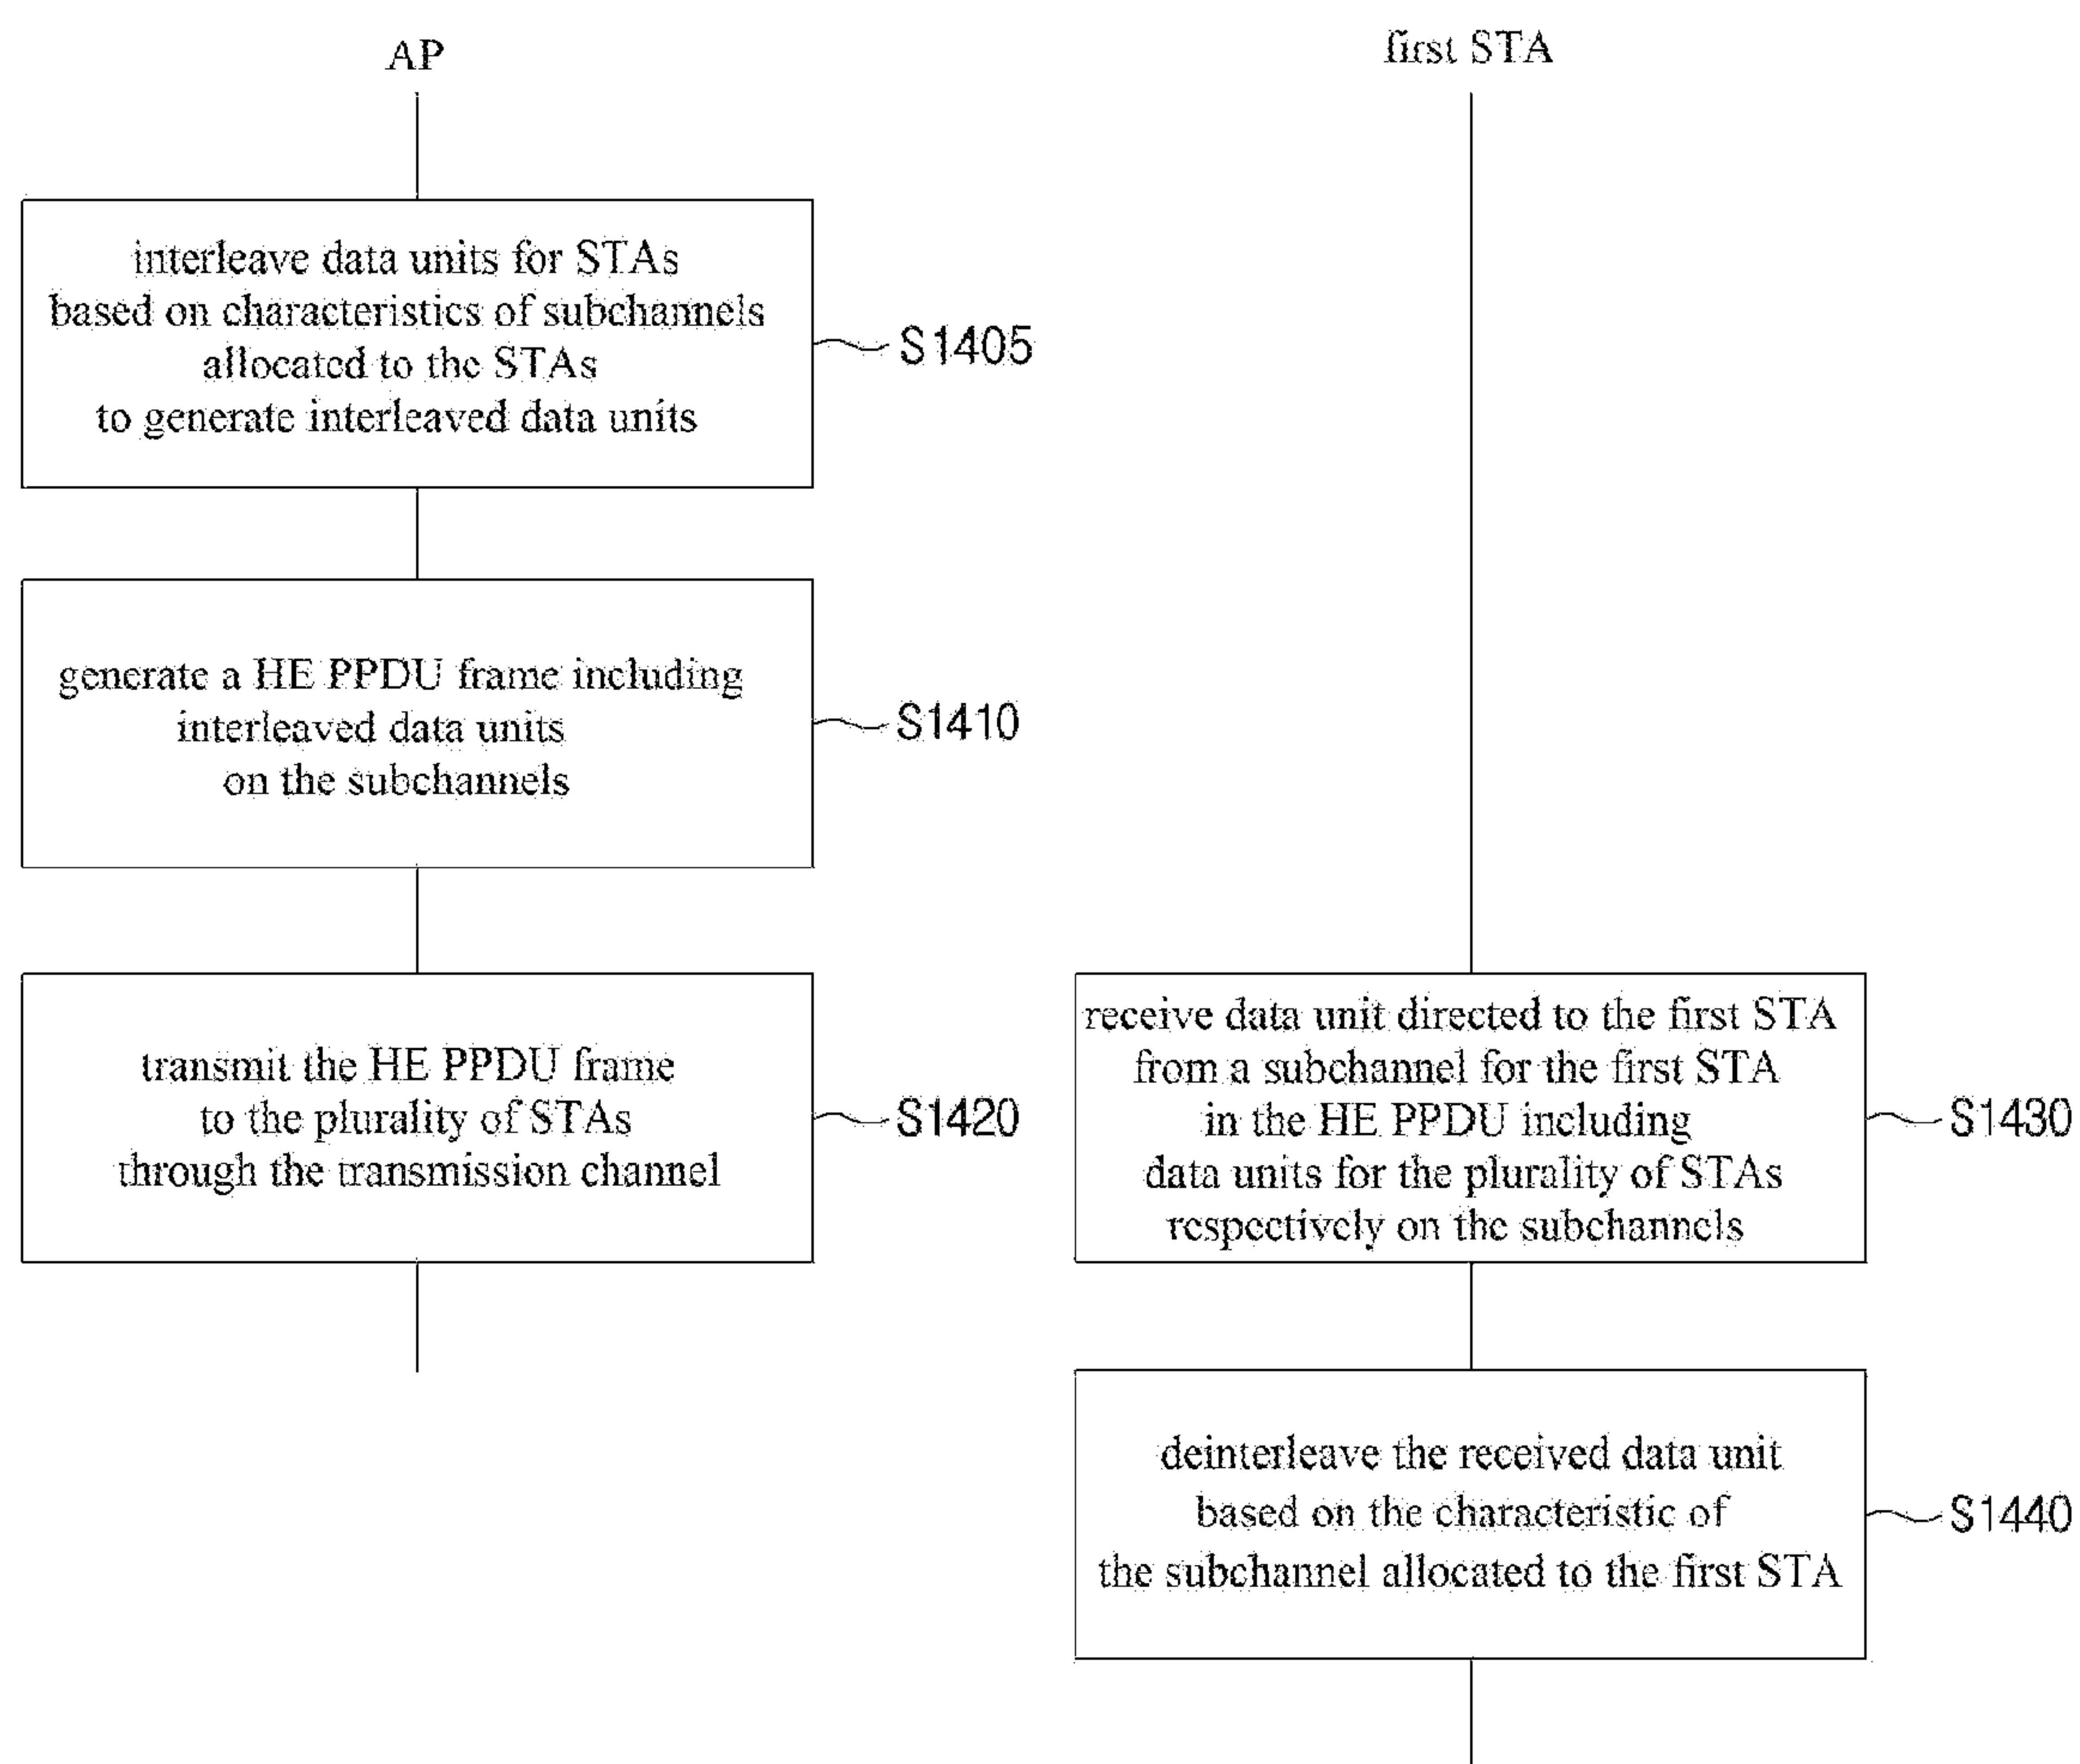 AP
first STA
interleave data units for STAs
based on characteristics of subchannels
allocated to the STAs
to generate interleaved data units
S1405
generate a HE PPDU frame including
interleaved data units
on the subchannels
S1410
transmit the HE PPDU frame
to the plurality of STAs
through the transmission channel
S1420
receive data unit directed to the first STA
from a subchannel for the first STA
in the HE PPDU including
data units for the plurality of STAs
respectively on the subchannels
S1430
deinterleave the received data unit
based on the characteristic of
the subchannel allocated to the first STA
S1440